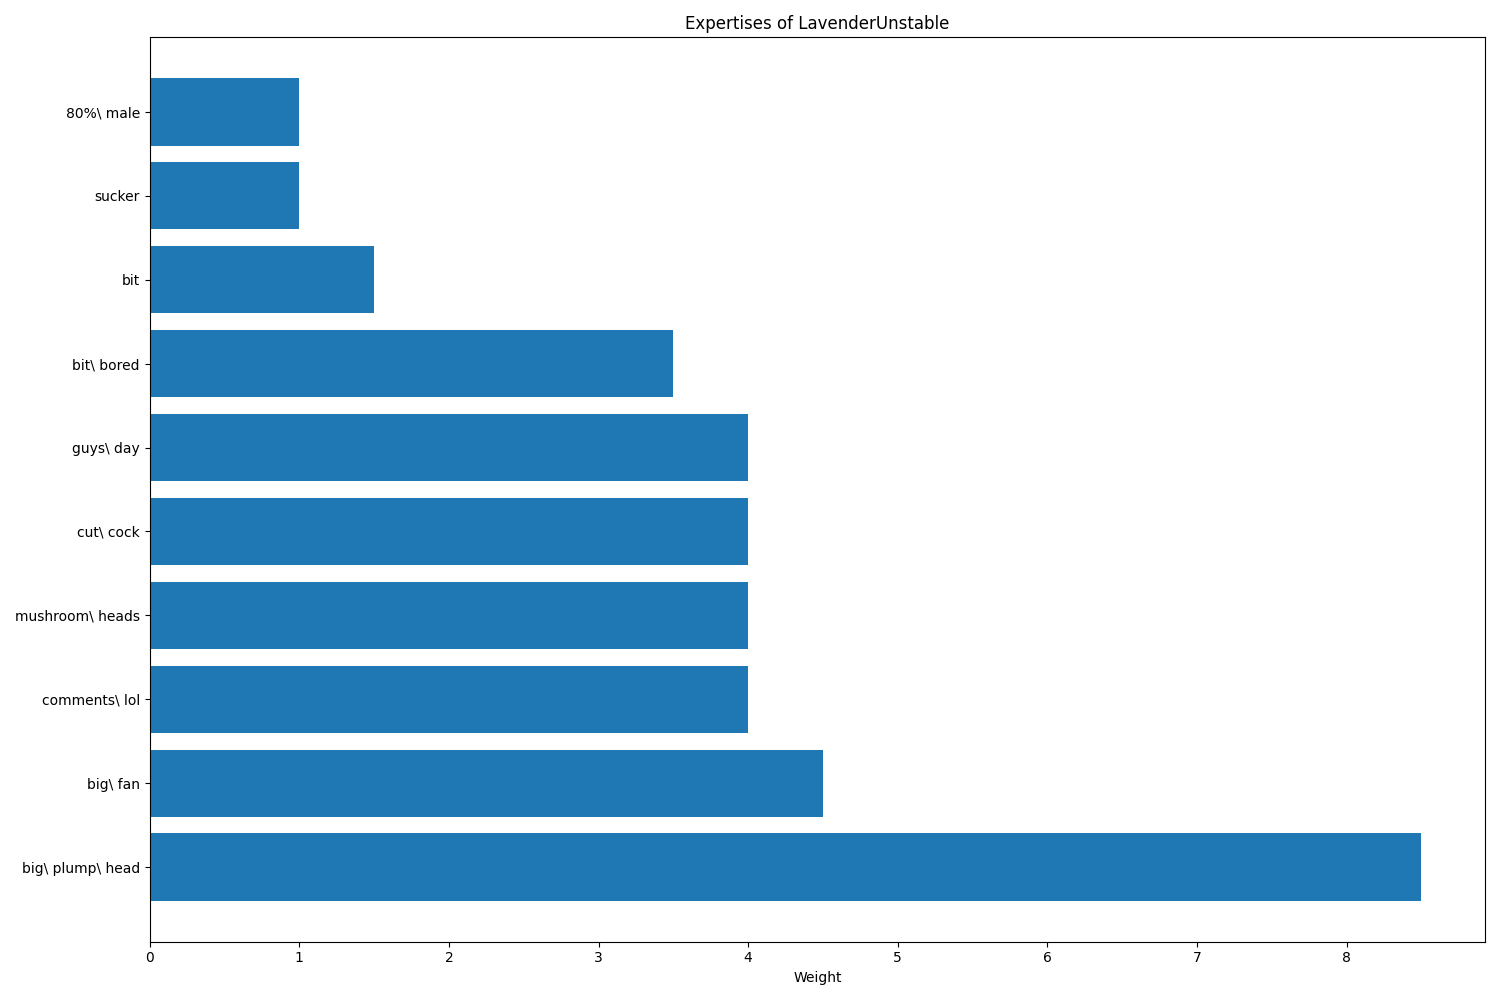 Expertises of LavenderUnstable
80%\ male
sucker
bit
bit\ bored
guys\ day
cut\ cock
mushroom\ heads
comments\ lol
big\ fan
big\ plump\ head
0 1 2 3 4 5 6 7 8
Weight